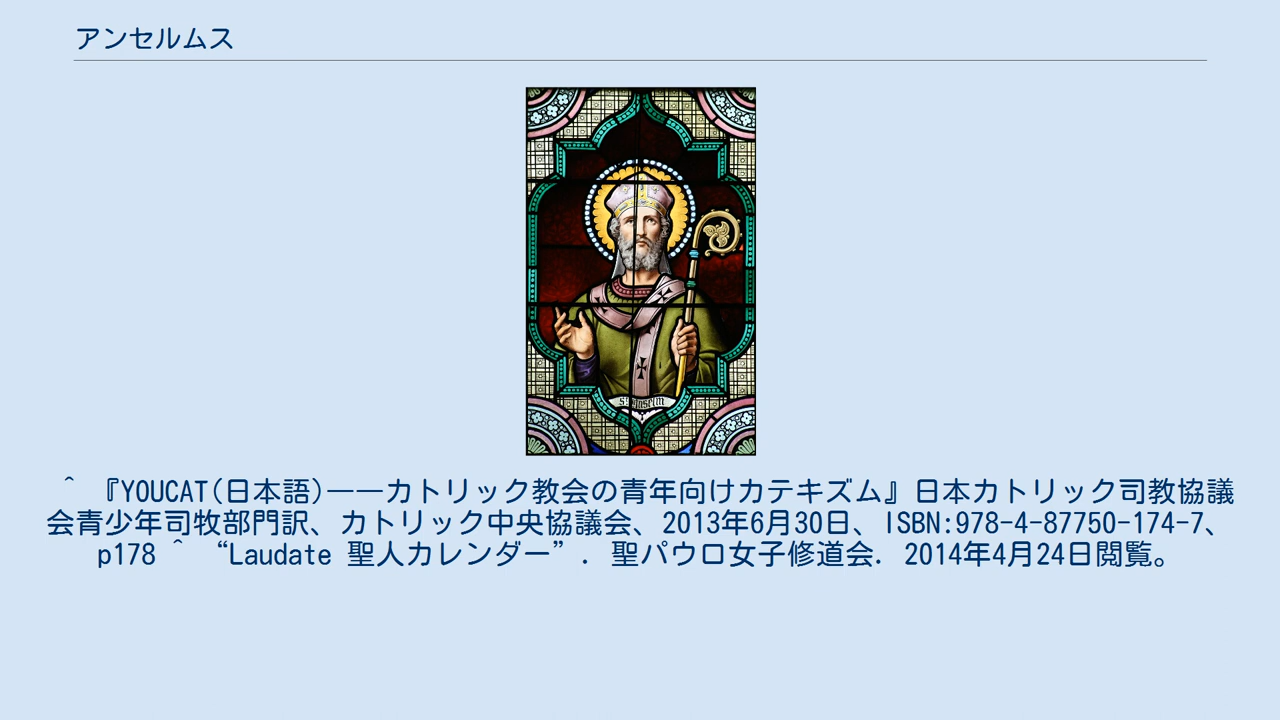 アンセルムス
st Anselm
＾ 『YOUCAT(日本語)――カトリック教会の青年向けカテキズム』日本カトリック司教協議
会青少年司牧部門訳、カトリック中央協議会、2013年6月30日、ISBN:978-4-87750-174-7、
p178 ＾ “Laudate 聖人カレンダー”. 聖パウロ女子修道会. 2014年4月24日閲覧。